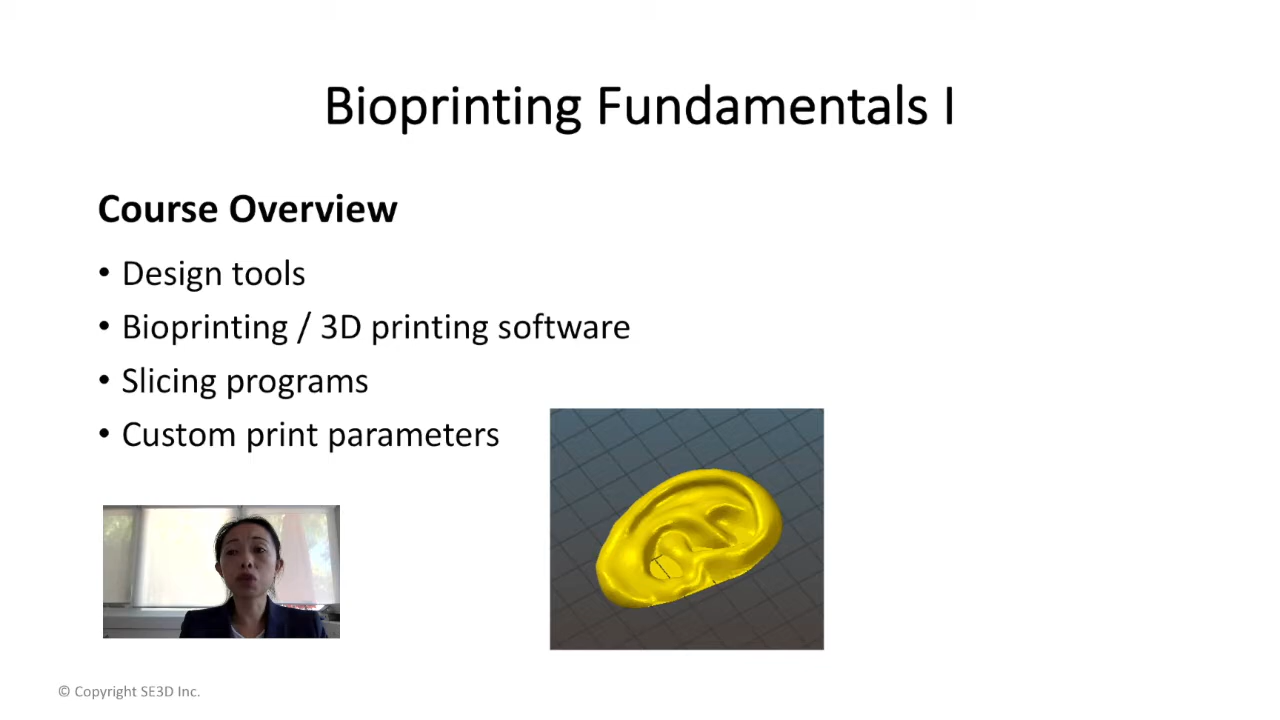 Bioprinting Fundamentals I
Course Overview
• Design tools
• Bioprinting / 3D printing software
• Slicing programs
• Custom print parameters
© Copyright SE3D Inc.